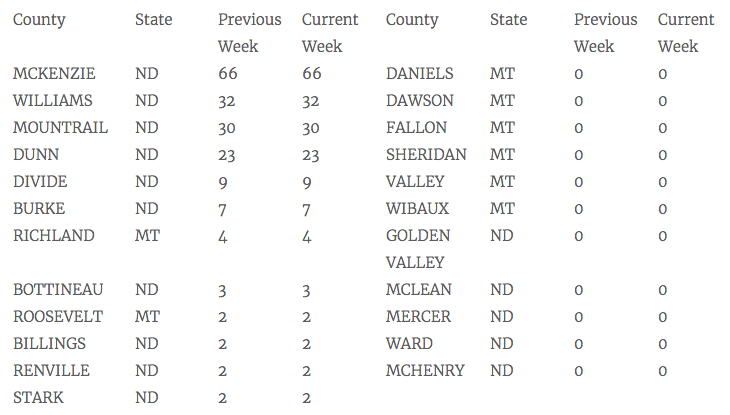 County State Previous Current County State Previous Current
Week Week Week Week
MCKENZIE ND 66 66 DANIELS MT 0 0
WILLIAMS ND 32 32 DAWSON MT 0 0
MOUNTRAIL ND 30 30 FALLON MT 0 0
DUNN ND 23 23 SHERIDAN MT 0 0
DIVIDE ND 9 9 VALLEY MT 0 0
BURKE ND 7 7 WIBAUX MT 0 0
RICHLAND MT 4 4 GOLDEN ND 0 0
VALLEY
BOTTINEAU ND 3 3 MCLEAN ND 0 0
ROOSEVELT MT 2 2 MERCER ND 0 0
BILLINGS ND 2 2 WARD ND 0 0
RENVILLE ND 2 2 MCHENRY ND 0 0
STARK ND 2 2